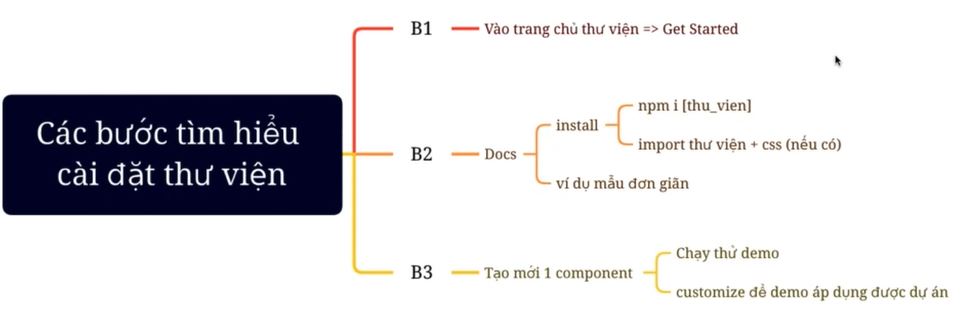 Các bước tìm hiểu
cài đặt thư viện
B1
Vào trang chủ thư viện => Get Started
B2
Docs
install
npm i [thu_vien]
import thư viện + css (nếu có)
ví dụ mẫu đơn giãn
B3
Tạo mới 1 component
Chạy thử demo
customize để demo áp dụng được dự án